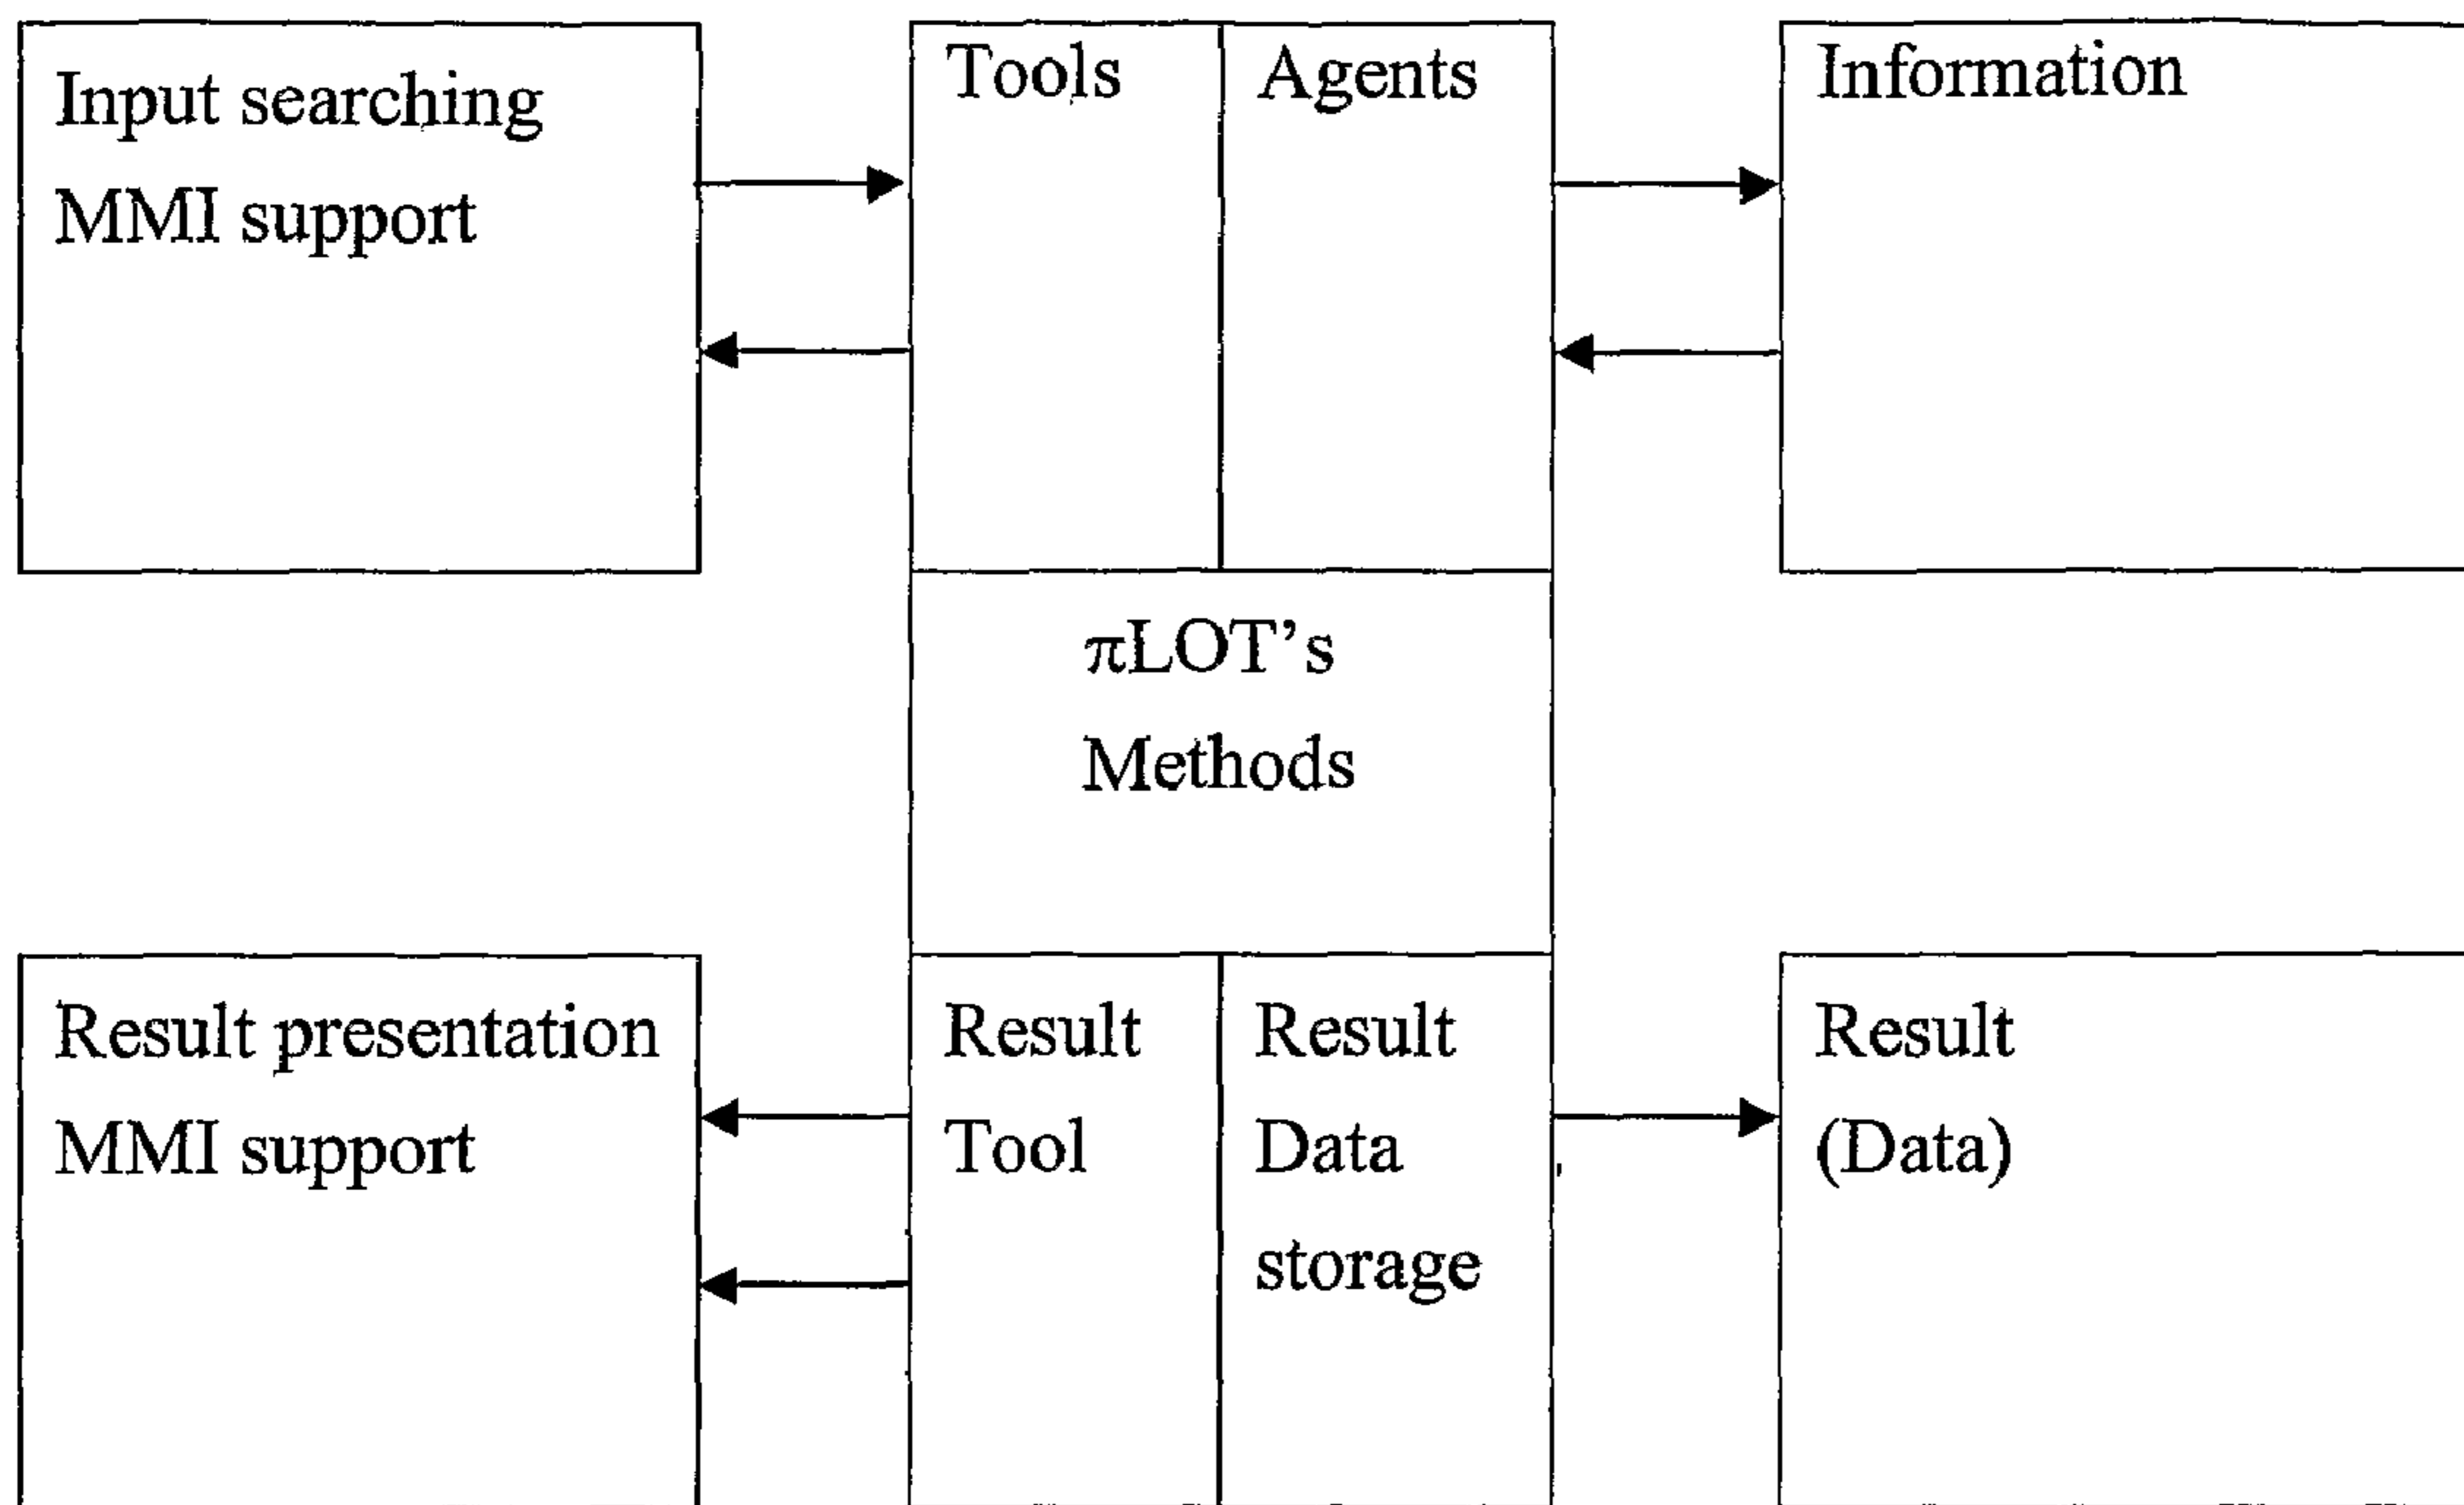 Input searching
MMI support
Tools
Agents
Information
πLOT’s
Methods
Result presentation
MMI support
Result
Tool
Result
Data
storage
Result
(Data)